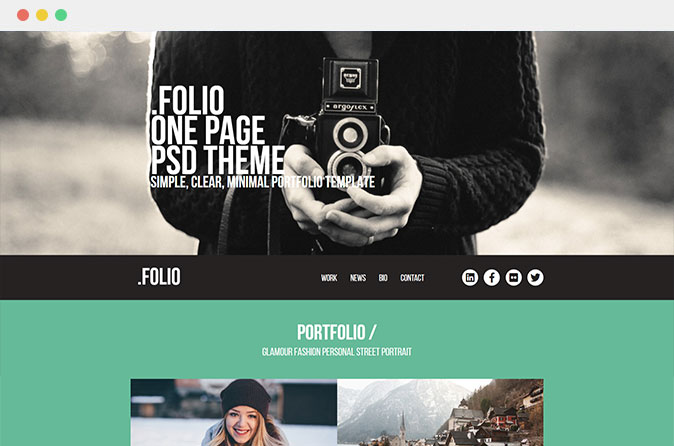 .FOLIO
ONE PAGE
PSD THEME
SIMPLE, CLEAR, MINIMAL PORTFOLIO TEMPLATE
argus
argoflex
.FOLIO
WORK NEWS BIO CONTACT
PORTFOLIO /
GLAMOUR FASHION PERSONAL STREET PORTRAIT